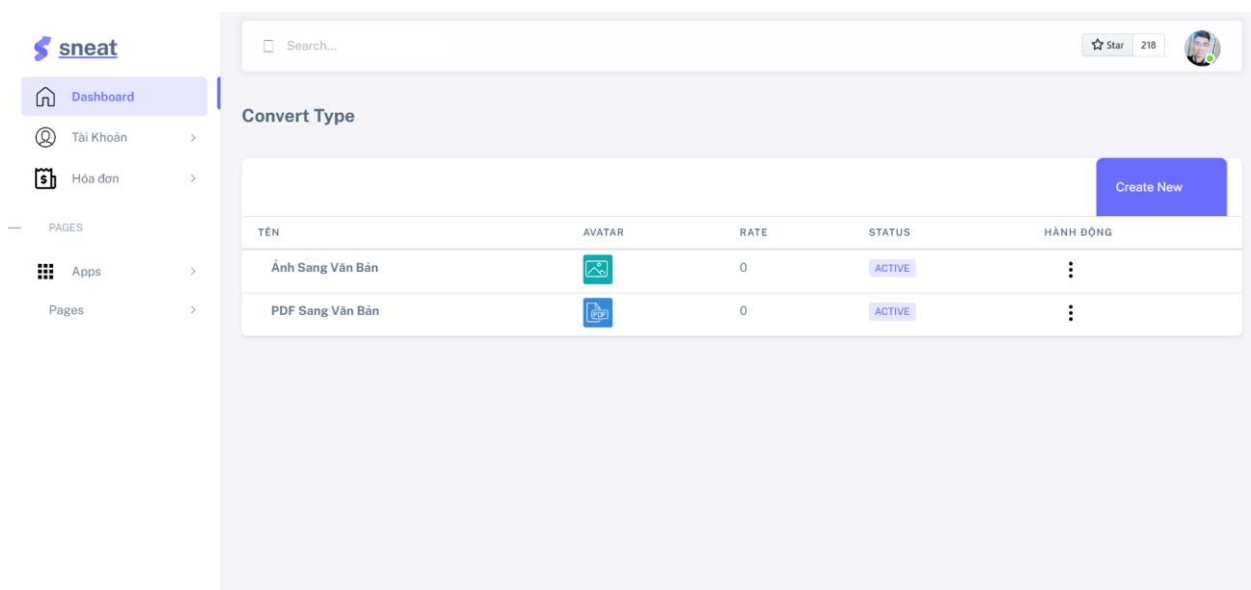 sneat
Search...
Star 218
Dashboard
Tài Khoản
Hóa đơn
PAGES
Apps
Pages
Convert Type
Create New
TÊN AVATAR RATE STATUS HÀNH ĐỘNG
Ảnh Sang Văn Bản 0 ACTIVE
PDF Sang Văn Bản PDF 0 ACTIVE